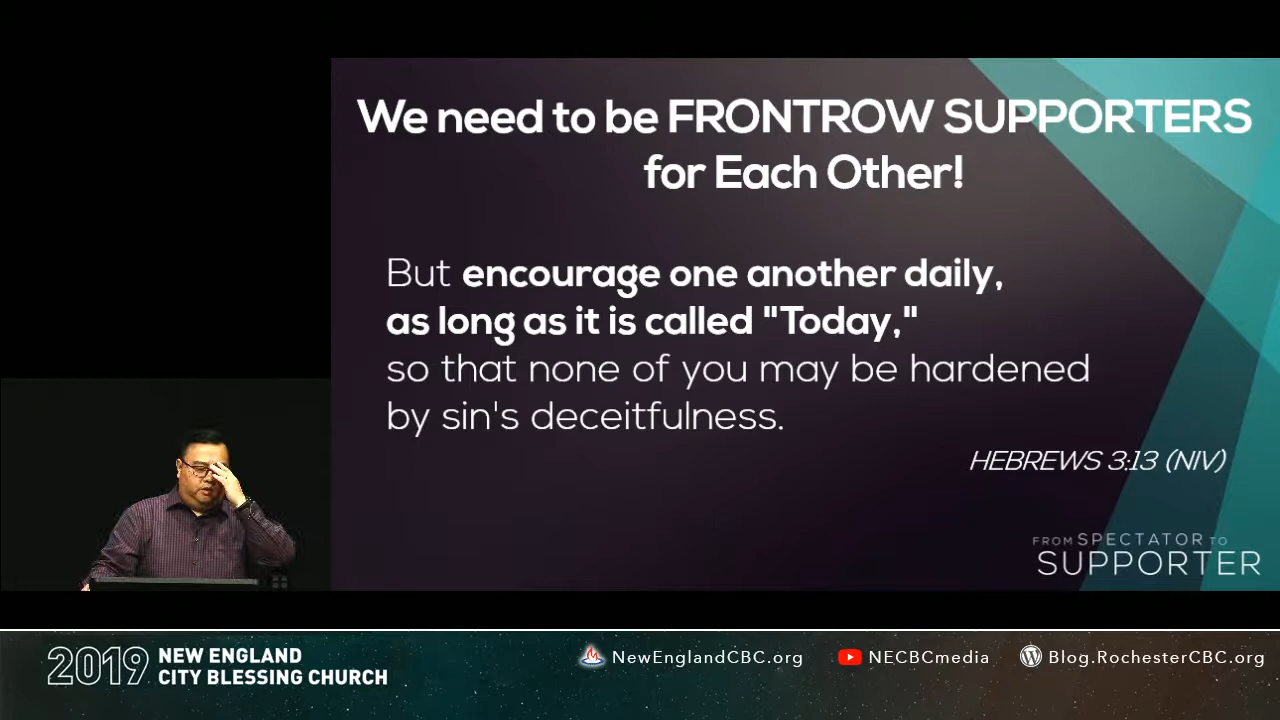 We need to be FRONTROW SUPPORTERS
for Each Other!
But encourage one another daily,
as long as it is called "Today,"
so that none of you may be hardened
by sin's deceitfulness.
HEBREWS 3:13 (NIV)
FROM SPECTATOR TO
SUPPORTER
2019 NEW ENGLAND
CITY BLESSING CHURCH
NewEnglandCBC.org
NECBCmedia
Blog.RochesterCBC.org